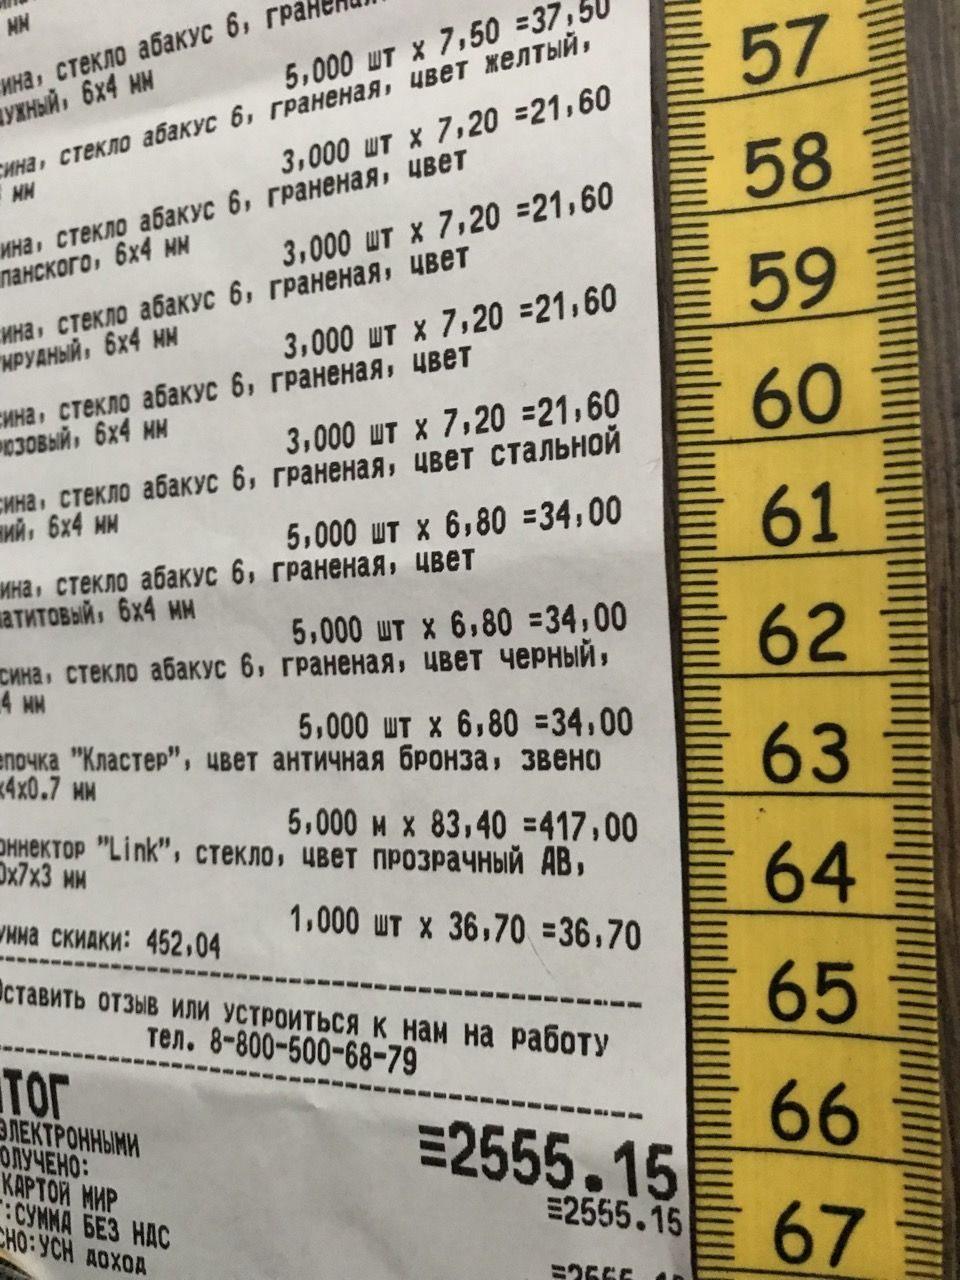 мм
ина, стекло абакус 6, граненая
ужный, 6х4 мм
5,000 шт х 7,50 =37,50
сина, стекло абакус 6, граненая, цвет желтый,
мм
3,000 шт х 7,20 =21,60
ина, стекло абакус 6, граненая, цвет
панского, 6х4 мм
3,000 шт х 7,20 =21,60
ина, стекло абакус 6, граненая, цвет
мрудный, 6х4 мм
3,000 шт х 7,20 =21,60
ина, стекло абакус 6, граненая, цвет
юзовый, 6х4 мм
3,000 шт х 7,20 =21,60
сина, стекло абакус 6, граненая, цвет стальной
ний, 6х4 мм
5,000 шт х 6,80 =34,00
ина, стекло абакус 6, граненая, цвет
атитовый, 6х4 мм
5,000 шт х 6,80 =34,00
сина, стекло абакус 6, граненая, цвет черный,
4 мм
5,000 шт х 6,80 =34,00
епочка "Кластер", цвет античная бронза, звено
х4х0.7 мм
5,000 м х 83,40 =417,00
оннектор "Link", стекло, цвет прозрачный АВ,
0х7х3 мм
1,000 шт х 36,70 =36,70
умма скидки: 452,04
Оставить отзыв или устроиться к нам на работу
тел. 8-800-500-68-79
ИТОГ
≡2555.15
ЭЛЕКТРОННЫМИ
≡2555.15
ОЛУЧЕНО:
КАРТОЙ МИР
Т:СУММА БЕЗ НДС
СНО:УСН доход
57
58
59
60
61
62
63
64
65
66
67